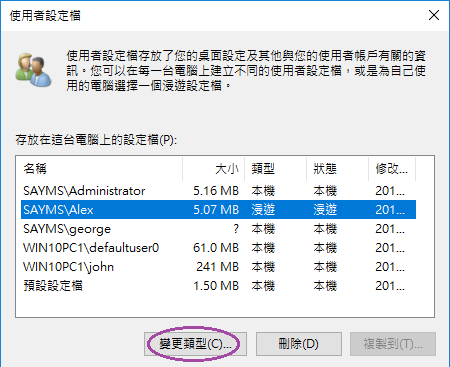 使用者設定檔
使用者設定檔存放了您的桌面設定及其他與您的使用者帳戶有關的資
訊。您可以在每一台電腦上建立不同的使用者設定檔，或是為自己使
用的電腦選擇一個漫遊設定檔。
存放在這台電腦上的設定檔(P):
名稱 大小 類型 狀態 修改...
SAYMS\Administrator 5.16 MB 本機 本機 201...
SAYMS\Alex 5.07 MB 漫遊 漫遊 201...
SAYMS\george ? 本機 本機 201...
WIN10PC1\defaultuser0 61.0 MB 本機 本機 201...
WIN10PC1\john 241 MB 本機 本機 201...
預設設定檔 1.50 MB 本機 本機 201...
變更類型(C)... 刪除(D) 複製到(T)...